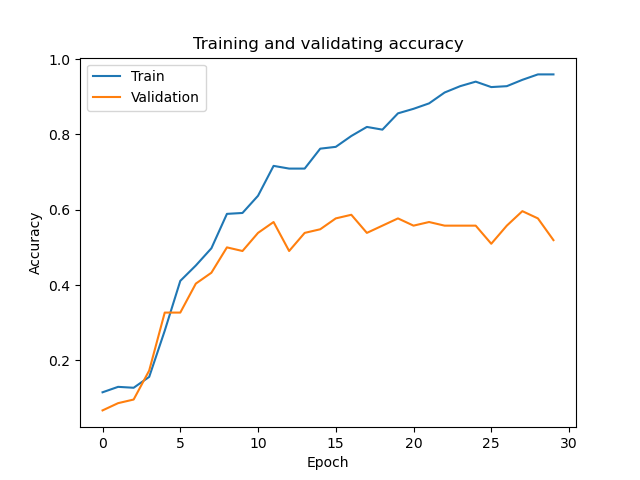 Training and validating accuracy
1.0
Train
Validation
0.8
0.6
0.4
0.2
Accuracy
0 5 10 15 20 25 30
Epoch